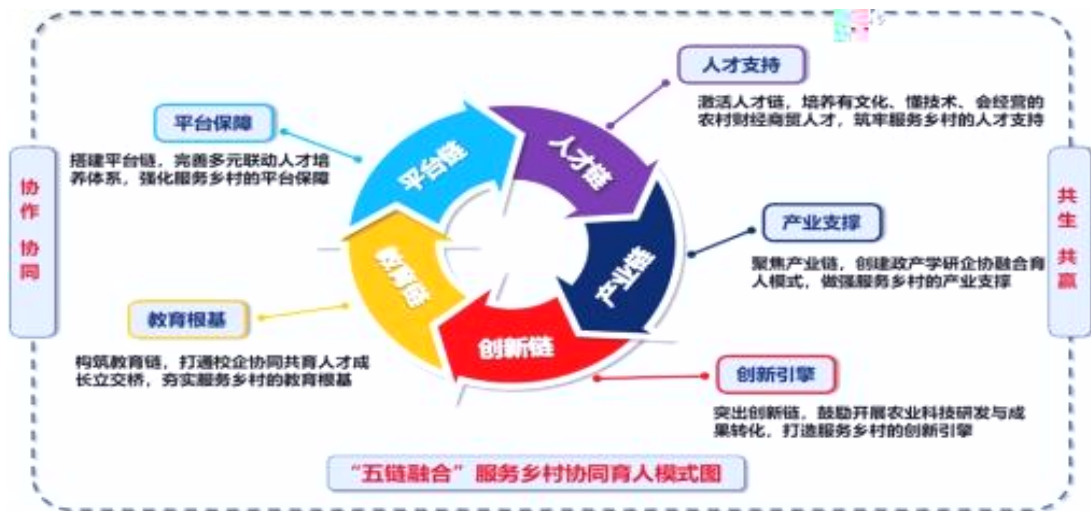 人才支持
激活人才链，培养有文化、懂技术、会经营的
农村财经商贸人才，筑牢服务乡村的人才支持
平台保障
搭建平台链，完善多元联动人才培
养体系，强化服务乡村的平台保障
平台链
人才链
协作 协同
共生 共赢
产业支撑
聚焦产业链，创建政产学研企协融合育
人模式，做强服务乡村的产业支撑
教育链
产业链
创新链
教育根基
构筑教育链，打通校企协同共育人才成
长立交桥，夯实服务乡村的教育根基
创新引擎
突出创新链，鼓励开展农业科技研发与成
果转化，打造服务乡村的创新引擎
“五链融合”服务乡村协同育人模式图